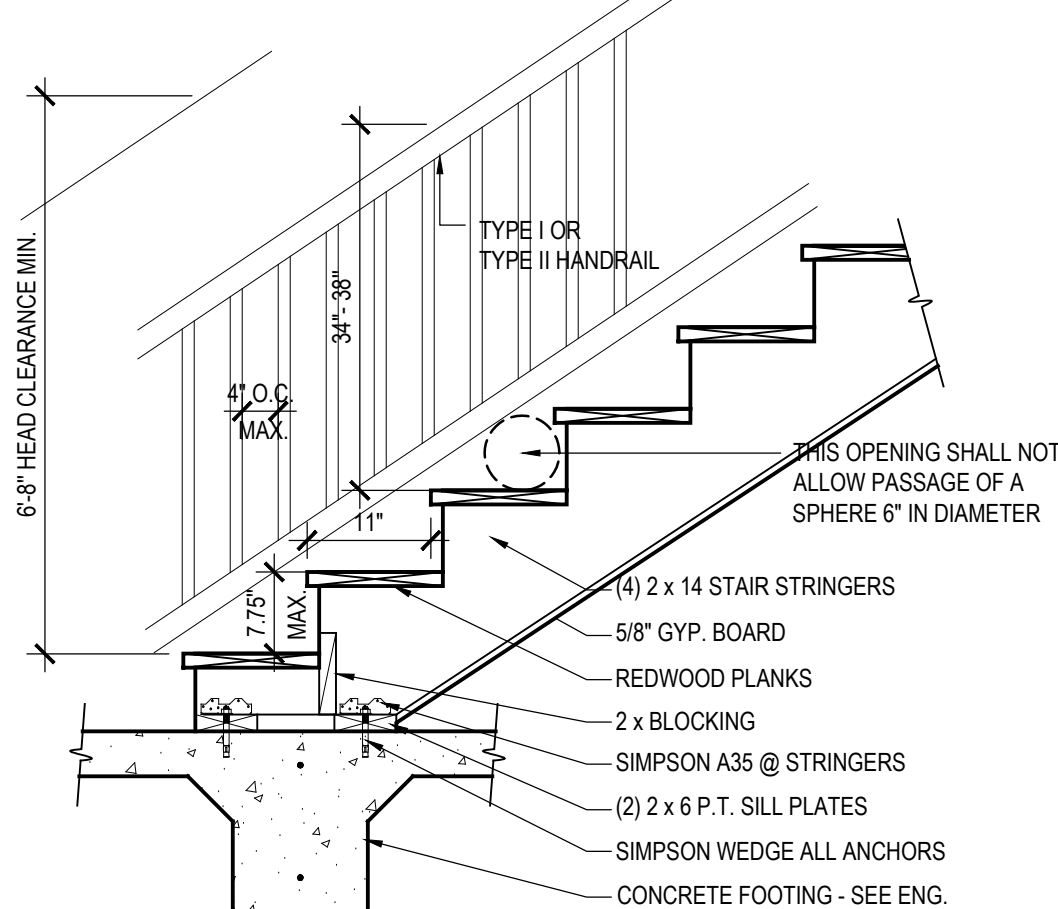 6'-8" HEAD CLEARANCE MIN.
34"- 38"
TYPE I OR
TYPE II HANDRAIL
4" O.C.
MAX.
THIS OPENING SHALL NOT
ALLOW PASSAGE OF A
SPHERE 6" IN DIAMETER
11"
7.75"
MAX.
(4) 2 x 14 STAIR STRINGERS
5/8" GYP. BOARD
REDWOOD PLANKS
2 x BLOCKING
SIMPSON A35 @ STRINGERS
(2) 2 x 6 P.T. SILL PLATES
SIMPSON WEDGE ALL ANCHORS
CONCRETE FOOTING - SEE ENG.